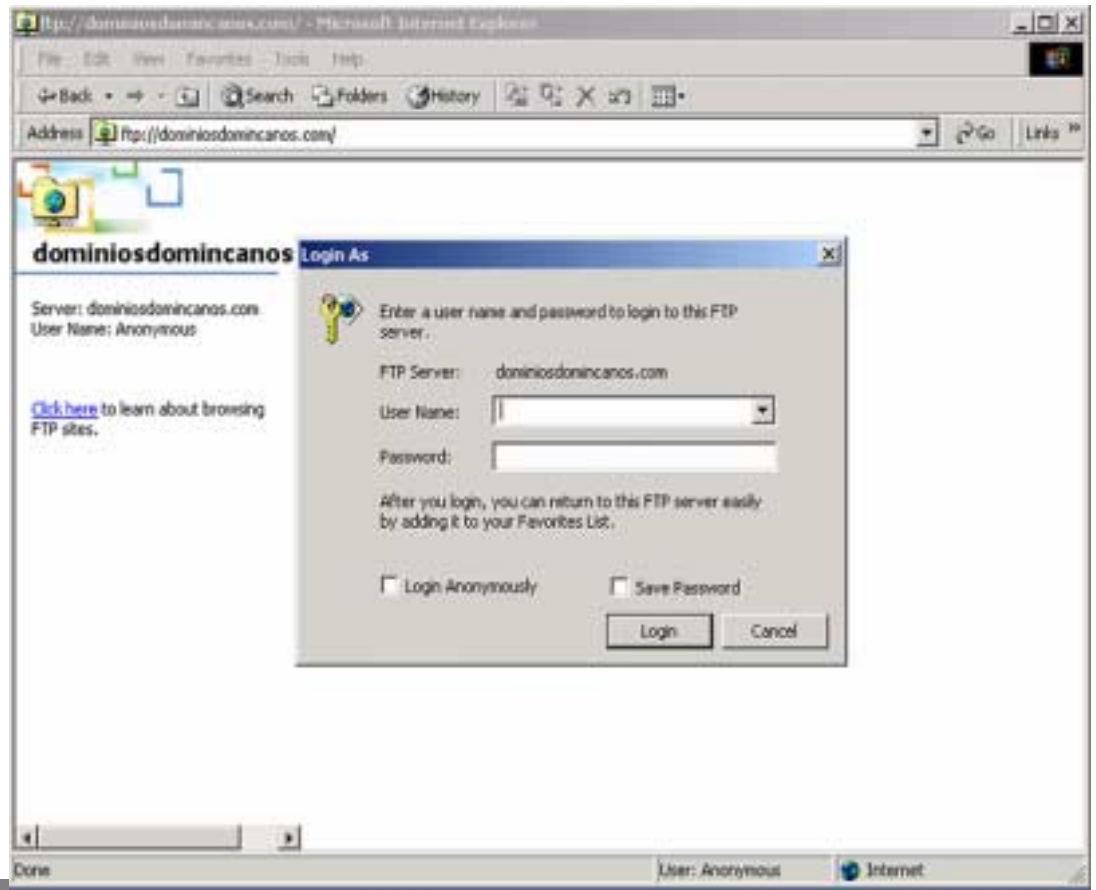 ftp://dominiosdomincanos.com/ - Microsoft Internet Explorer
File Edit View Favorites Tools Help
Back Search Folders History
Address ftp://dominiosdomincanos.com/ Go Links »
dominiosdomincanos
Server: dominiosdomincanos.com
User Name: Anonymous
Click here to learn about browsing
FTP sites.
Login As
Enter a user name and password to login to this FTP
server.
FTP Server: dominiosdomincanos.com
User Name:
Password:
After you login, you can return to this FTP server easily
by adding it to your Favorites List.
Login Anonymously Save Password
Login Cancel
Done User: Anonymous Internet